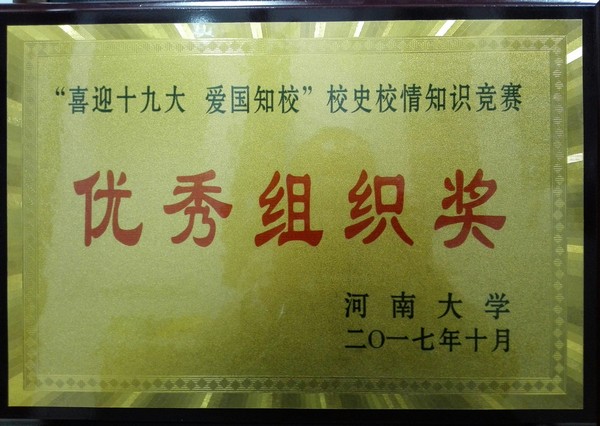 “喜迎十九大 爱国知校”校史校情知识竞赛
优秀组织奖
河南大学
二〇一七年十月